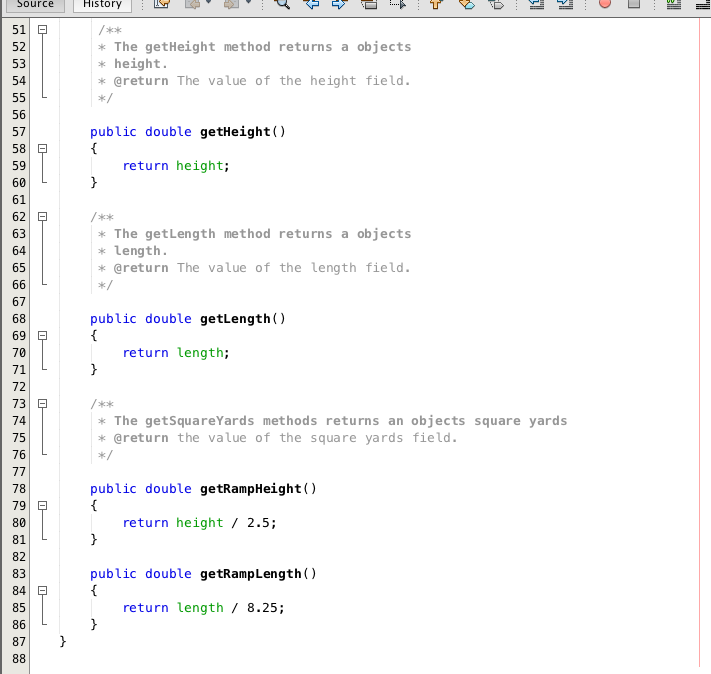 Source History
51 /**
52 * The getHeight method returns a objects
53 * height.
54 * @return The value of the height field.
55 */
56
57 public double getHeight()
58 {
59 return height;
60 }
61
62 /**
63 * The getLength method returns a objects
64 * length.
65 * @return The value of the length field.
66 */
67
68 public double getLength()
69 {
70 return length;
71 }
72
73 /**
74 * The getSquareYards methods returns an objects square yards
75 * @return the value of the square yards field.
76 */
77
78 public double getRampHeight()
79 {
80 return height / 2.5;
81 }
82
83 public double getRampLength()
84 {
85 return length / 8.25;
86 }
87 }
88